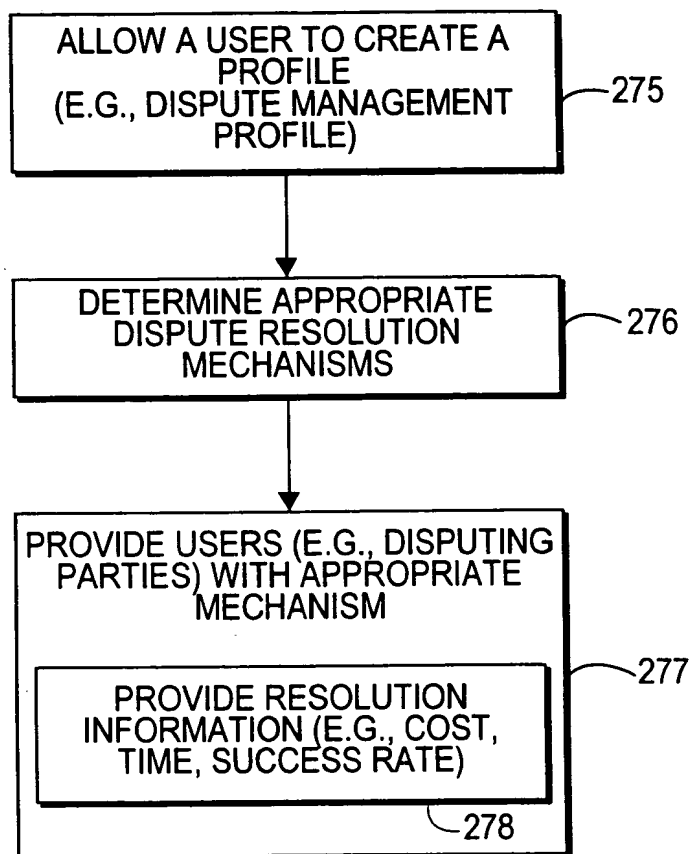 ALLOW A USER TO CREATE A
PROFILE
(E.G., DISPUTE MANAGEMENT
PROFILE)
275
DETERMINE APPROPRIATE
DISPUTE RESOLUTION
MECHANISMS
276
PROVIDE USERS (E.G., DISPUTING
PARTIES) WITH APPROPRIATE
MECHANISM
277
PROVIDE RESOLUTION
INFORMATION (E.G., COST,
TIME, SUCCESS RATE)
278